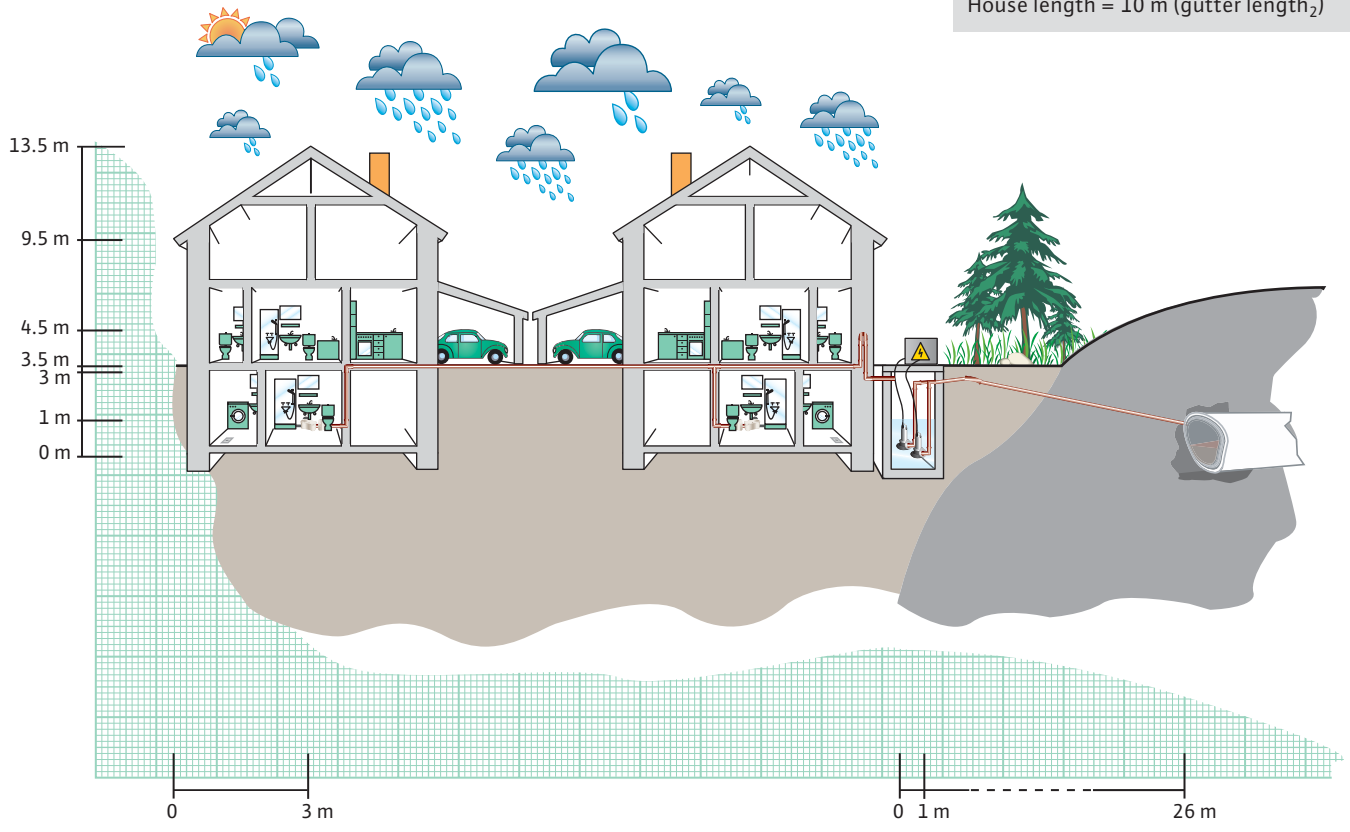 House length = 10 m (gutter length₂)
13.5 m
9.5 m
4.5 m
3.5 m
3 m
1 m
0 m
0 3 m 0 1 m 26 m